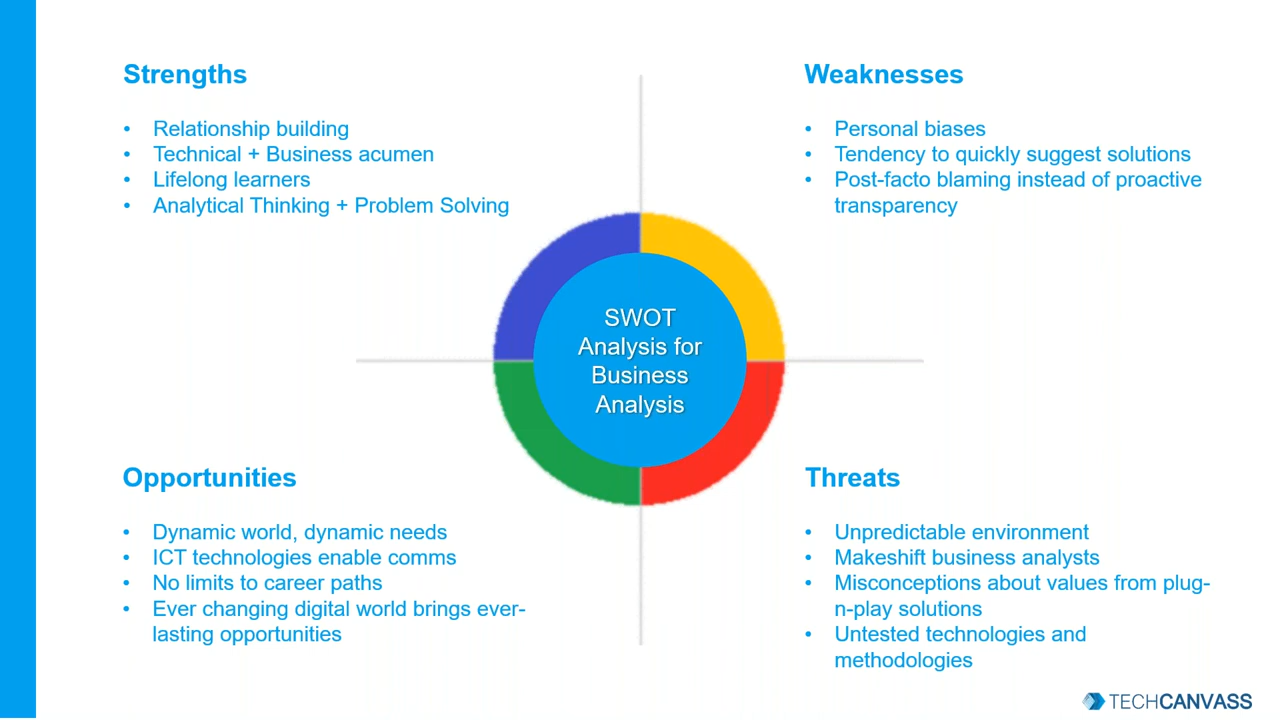 Strengths
• Relationship building
• Technical + Business acumen
• Lifelong learners
• Analytical Thinking + Problem Solving
Weaknesses
• Personal biases
• Tendency to quickly suggest solutions
• Post-facto blaming instead of proactive
transparency
SWOT
Analysis for
Business
Analysis
Opportunities
• Dynamic world, dynamic needs
• ICT technologies enable comms
• No limits to career paths
• Ever changing digital world brings ever-
lasting opportunities
Threats
• Unpredictable environment
• Makeshift business analysts
• Misconceptions about values from plug-
n-play solutions
• Untested technologies and
methodologies
TECHCANVASS